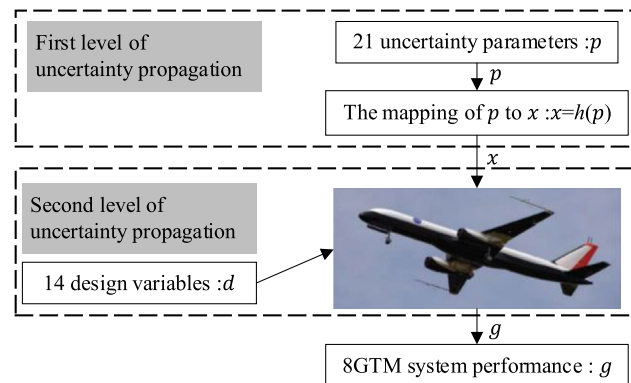 First level of
uncertainty propagation
21 uncertainty parameters :p
p
The mapping of p to x :x=h(p)
x
Second level of
uncertainty propagation
14 design variables :d
g
8GTM system performance : g